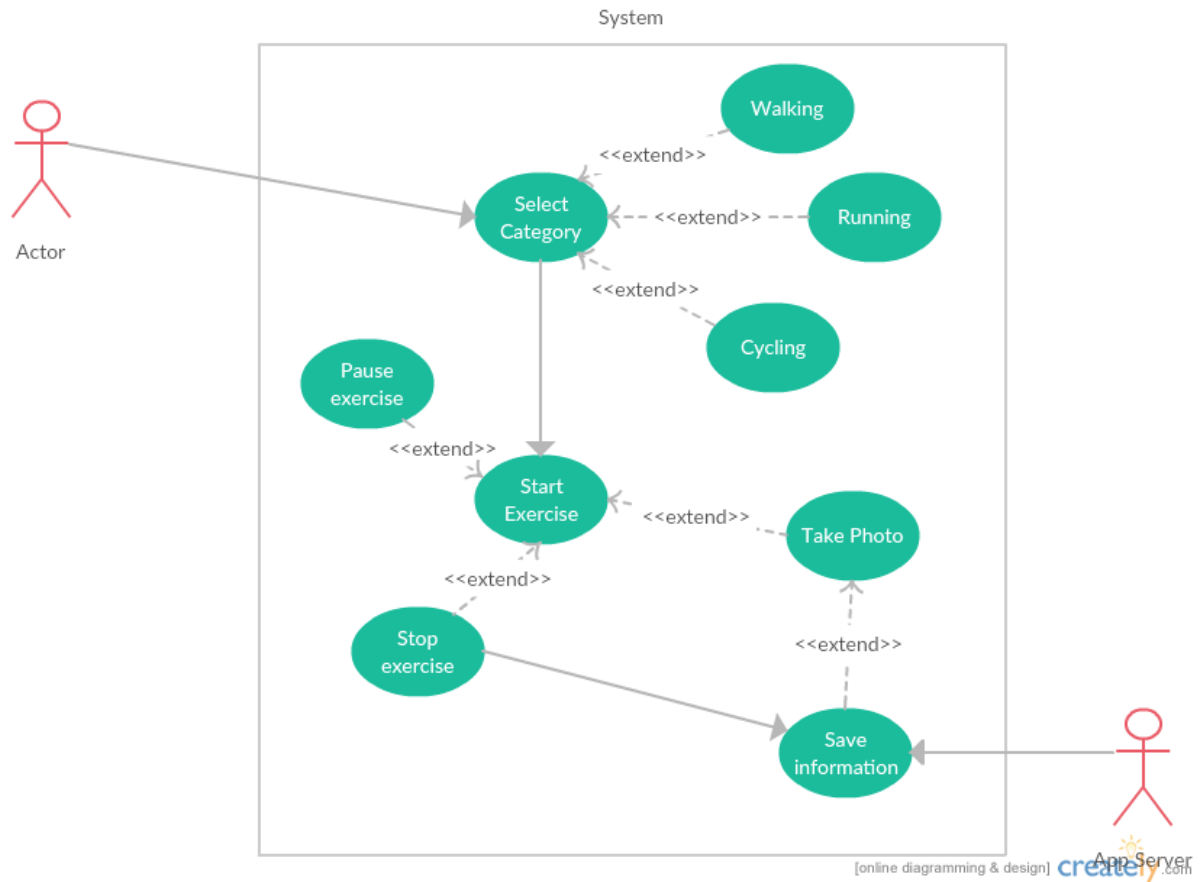 System
Walking
<<extend>>
Select
Category
<<extend>>
Running
Actor
<<extend>>
Cycling
Pause
exercise
<<extend>>
Start
Exercise
<<extend>>
Take Photo
<<extend>>
Stop
exercise
<<extend>>
Save
information
App Server
[online diagramming & design] creately.com